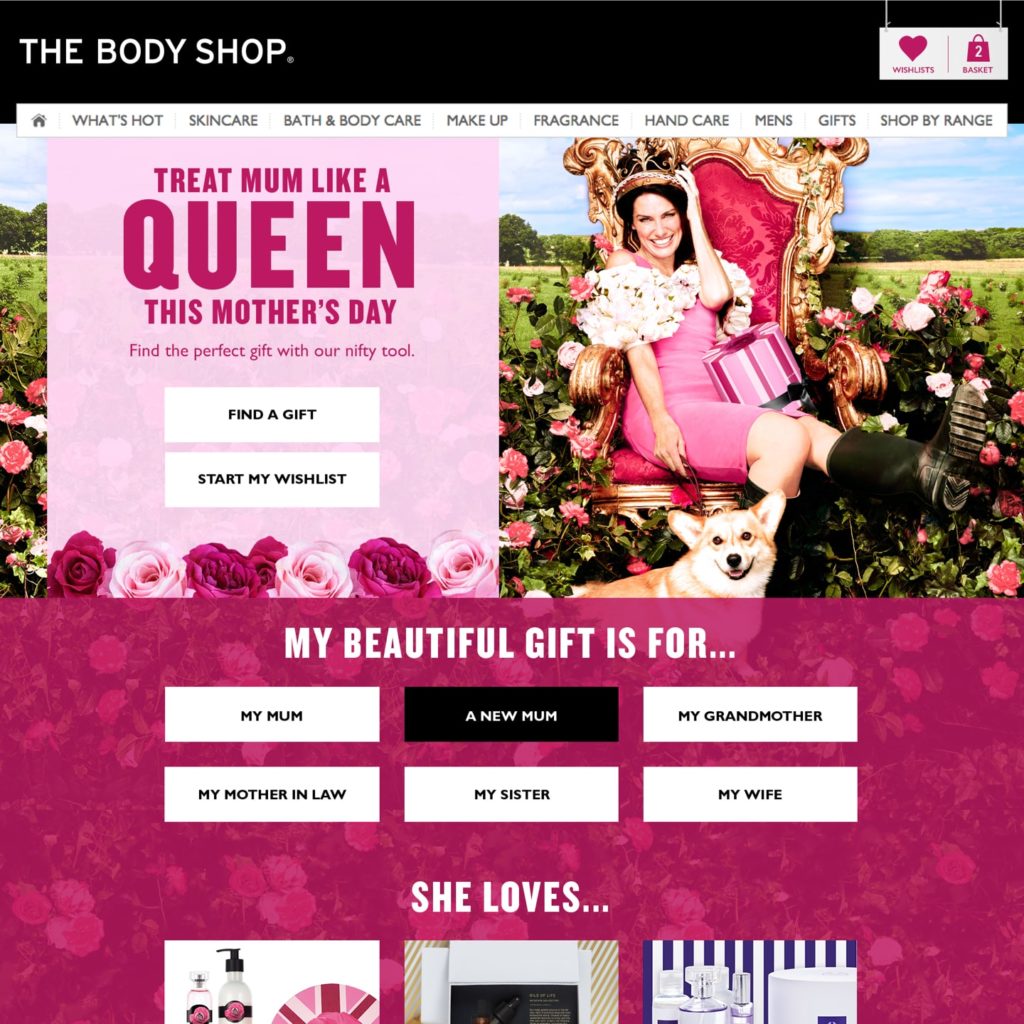 THE BODY SHOP®
WISHLISTS
2
BASKET
WHAT'S HOT
SKINCARE
BATH & BODY CARE
MAKE UP
FRAGRANCE
HAND CARE
MENS
GIFTS
SHOP BY RANGE
TREAT MUM LIKE A
QUEEN
THIS MOTHER'S DAY
Find the perfect gift with our nifty tool.
FIND A GIFT
START MY WISHLIST
MY BEAUTIFUL GIFT IS FOR...
MY MUM
A NEW MUM
MY GRANDMOTHER
MY MOTHER IN LAW
MY SISTER
MY WIFE
SHE LOVES...
OILS OF LIFE